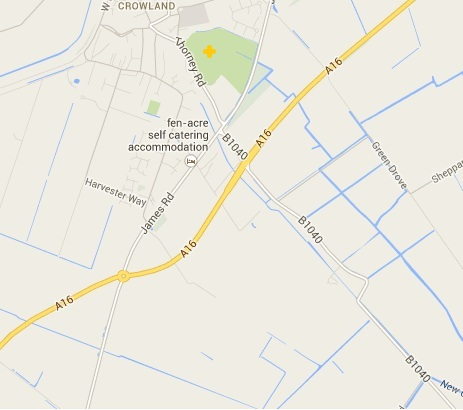 CROWLAND
W
Thorney Rd
A16
fen-acre
self catering
accommodation
B1040
A16
Green Drove
Sheppa
Harvester Way
James Rd
B1040
A16
A16
B1040
New